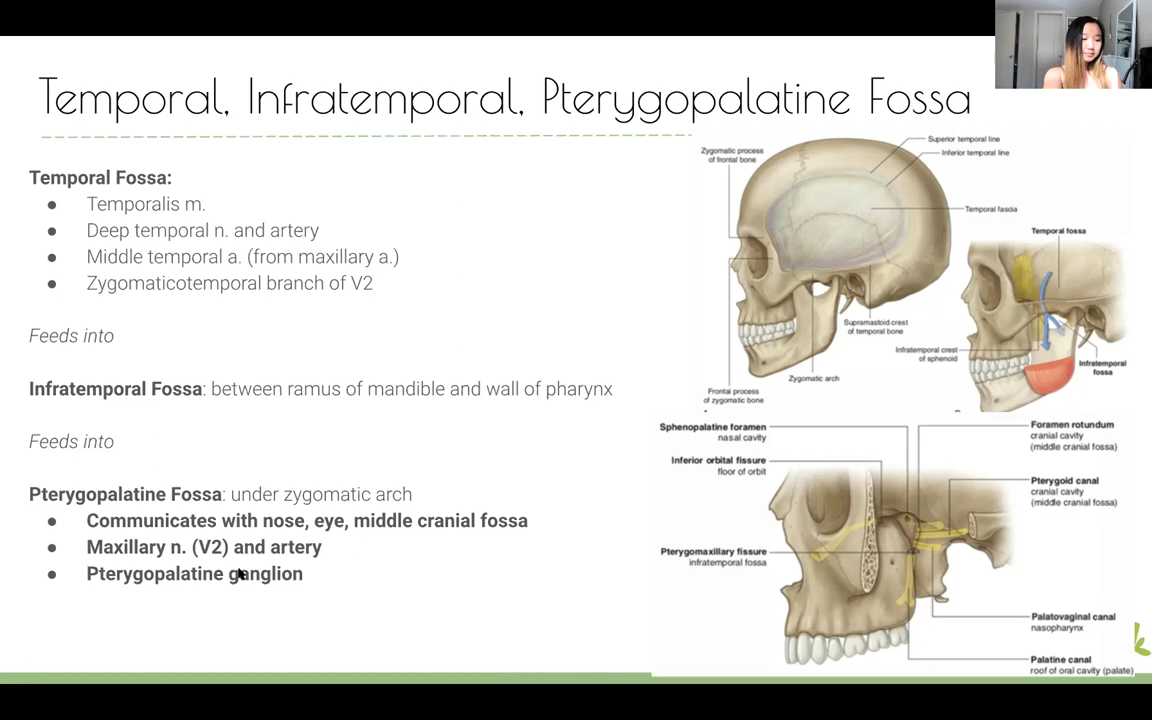 Temporal, Infratemporal, Pterygopalatine Fossa
Temporal Fossa:
● Temporalis m.
● Deep temporal n. and artery
● Middle temporal a. (from maxillary a.)
● Zygomaticotemporal branch of V2
Feeds into
Infratemporal Fossa: between ramus of mandible and wall of pharynx
Feeds into
Pterygopalatine Fossa: under zygomatic arch
● Communicates with nose, eye, middle cranial fossa
● Maxillary n. (V2) and artery
● Pterygopalatine ganglion
Zygomatic process
of frontal bone
Superior temporal line
Inferior temporal line
Temporal fascia
Supramastoid crest
of temporal bone
Zygomatic arch
Frontal process
of zygomatic bone
Temporal fossa
Infratemporal crest
of sphenoid
Infratemporal
fossa
Sphenopalatine foramen
nasal cavity
Inferior orbital fissure
floor of orbit
Pterygomaxillary fissure
infratemporal fossa
Foramen rotundum
cranial cavity
(middle cranial fossa)
Pterygoid canal
cranial cavity
(middle cranial fossa)
Palatovaginal canal
nasopharynx
Palatine canal
roof of oral cavity (palate)